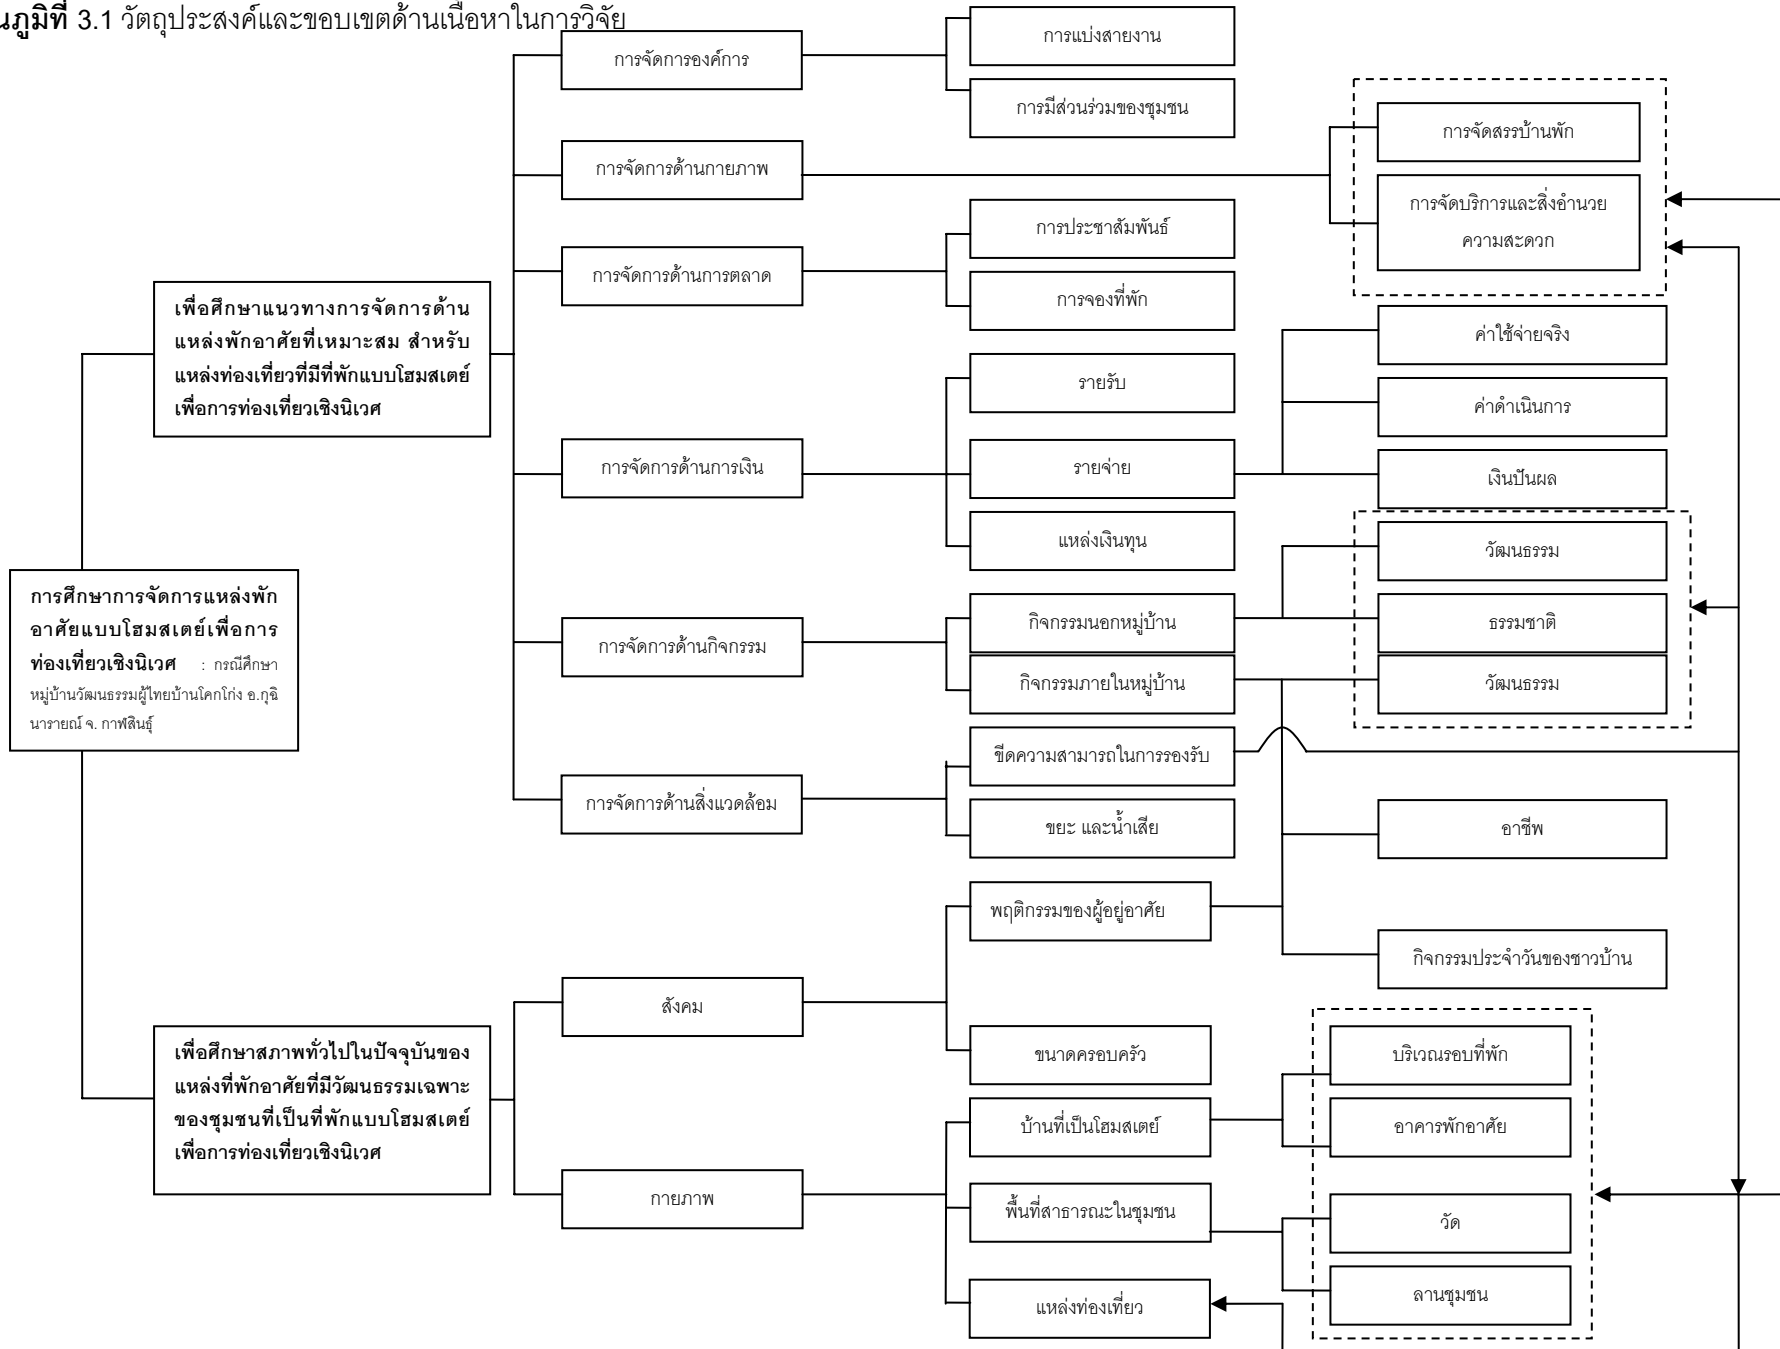 นภูมิที่ 3.1 วัตถุประสงค์และขอบเขตด้านเนื้อหาในการวิจัย
การจัดการองค์การ
การแบ่งสายงาน
การมีส่วนร่วมของชุมชน
การจัดการด้านกายภาพ
การจัดสรรบ้านพัก
การจัดบริการและสิ่งอำนวย
ความสะดวก
การจัดการด้านการตลาด
การประชาสัมพันธ์
การจองที่พัก
เพื่อศึกษาแนวทางการจัดการด้าน
แหล่งพักอาศัยที่เหมาะสม สำหรับ
แหล่งท่องเที่ยวที่มีที่พักแบบโฮมสเตย์
เพื่อการท่องเที่ยวเชิงนิเวศ
การจัดการด้านการเงิน
รายรับ
รายจ่าย
แหล่งเงินทุน
ค่าใช้จ่ายจริง
ค่าดำเนินการ
เงินปันผล
การศึกษาการจัดการแหล่งพัก
อาศัยแบบโฮมสเตย์เพื่อการ
ท่องเที่ยวเชิงนิเวศ : กรณีศึกษา
หมู่บ้านวัฒนธรรมผู้ไทยบ้านโคกโก่ง อ.กุฉิ
นารายณ์ จ. กาฬสินธุ์
การจัดการด้านกิจกรรม
กิจกรรมนอกหมู่บ้าน
กิจกรรมภายในหมู่บ้าน
วัฒนธรรม
ธรรมชาติ
วัฒนธรรม
การจัดการด้านสิ่งแวดล้อม
ขีดความสามารถในการรองรับ
ขยะ และน้ำเสีย
อาชีพ
กิจกรรมประจำวันของชาวบ้าน
เพื่อศึกษาสภาพทั่วไปในปัจจุบันของ
แหล่งที่พักอาศัยที่มีวัฒนธรรมเฉพาะ
ของชุมชนที่เป็นที่พักแบบโฮมสเตย์
เพื่อการท่องเที่ยวเชิงนิเวศ
สังคม
พฤติกรรมของผู้อยู่อาศัย
ขนาดครอบครัว
กายภาพ
บ้านที่เป็นโฮมสเตย์
พื้นที่สาธารณะในชุมชน
แหล่งท่องเที่ยว
บริเวณรอบที่พัก
อาคารพักอาศัย
วัด
ลานชุมชน